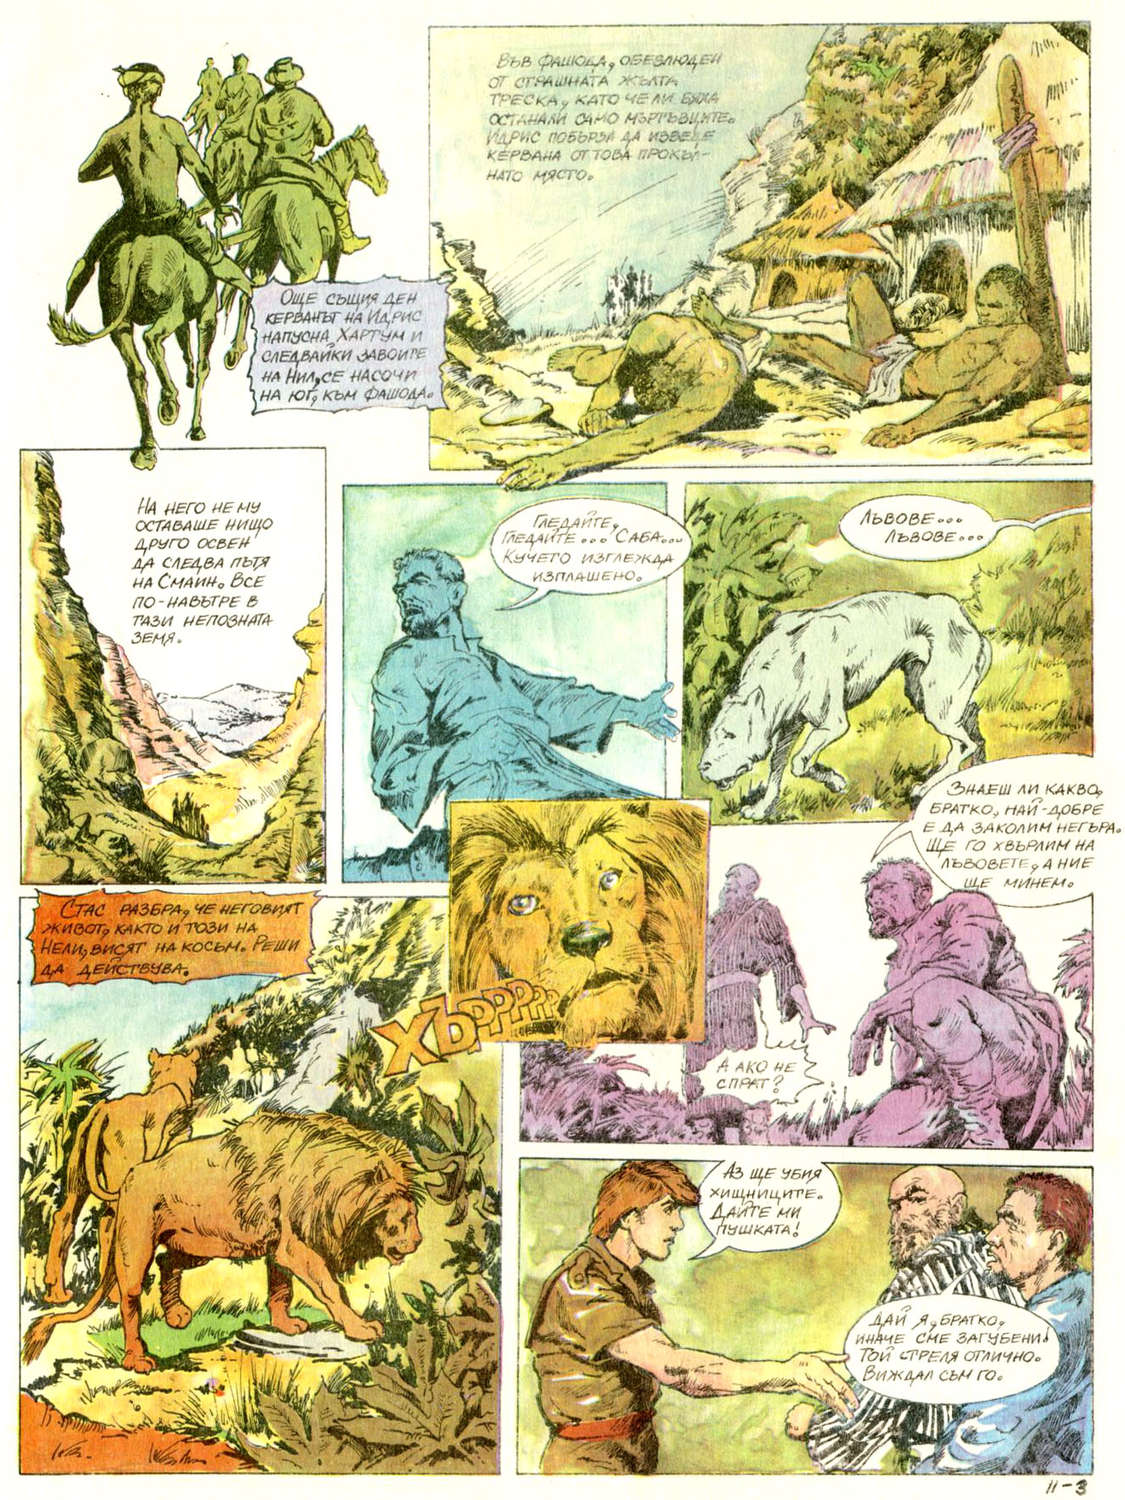 Още същия ден
керванът на Идрис
напусна Хартум и
следвайки завоите
на Нил, се насочи
на юг, към Фашода.
Във Фашода, обезлюден
от страшната жълта
треска, като че ли бяха
останали само мъртъвците.
Идрис побърза да изведе
кервана от това прокъл-
нато място.
На него не му
оставаше нищо
друго освен
да следва пътя
на Смаин. Все
по-навътре в
тази непозната
земя.
Гледайте,
гледайте... Саба...
Кучето изглежда
изплашено.
Лъвове...
Лъвове...
Знаеш ли какво,
братко, най-добре
е да заколим негъра.
Ще го хвърлим на
лъвовете, а ние
ще минем.
А ако не
спрат?
Стас разбра, че неговият
живот, както и този на
Нели, висят на косъм. Реши
да действува.
Хъррррр
Аз ще убия
хищниците.
Дайте ми
пушката!
Дай я, братко,
иначе сме загубени!
Той стреля отлично.
Виждал съм го.
11-3